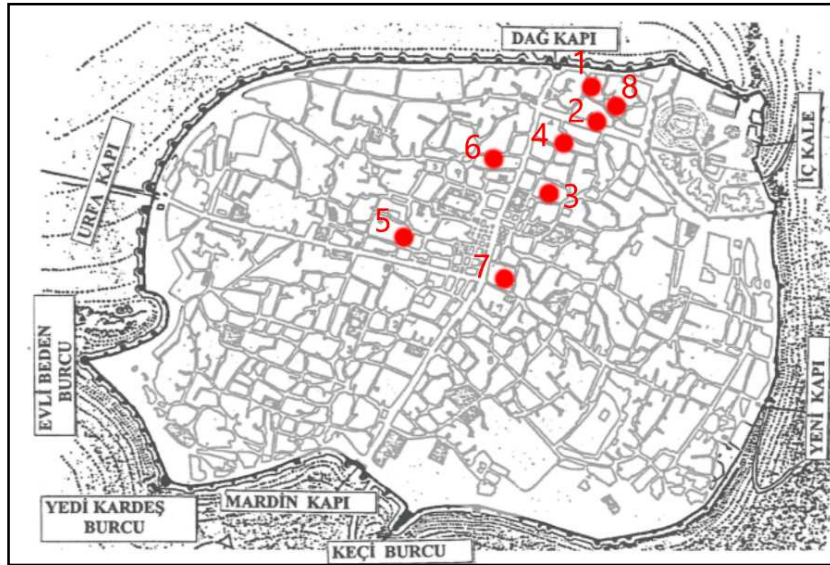 DAĞ KAPI
1
8
2
4
6
3
5
7
URFA KAPI
İÇ KALE
EVLİ BEDEN
BURCU
YENİ KAPI
YEDİ KARDEŞ
BURCU
MARDİN KAPI
KEÇİ BURCU